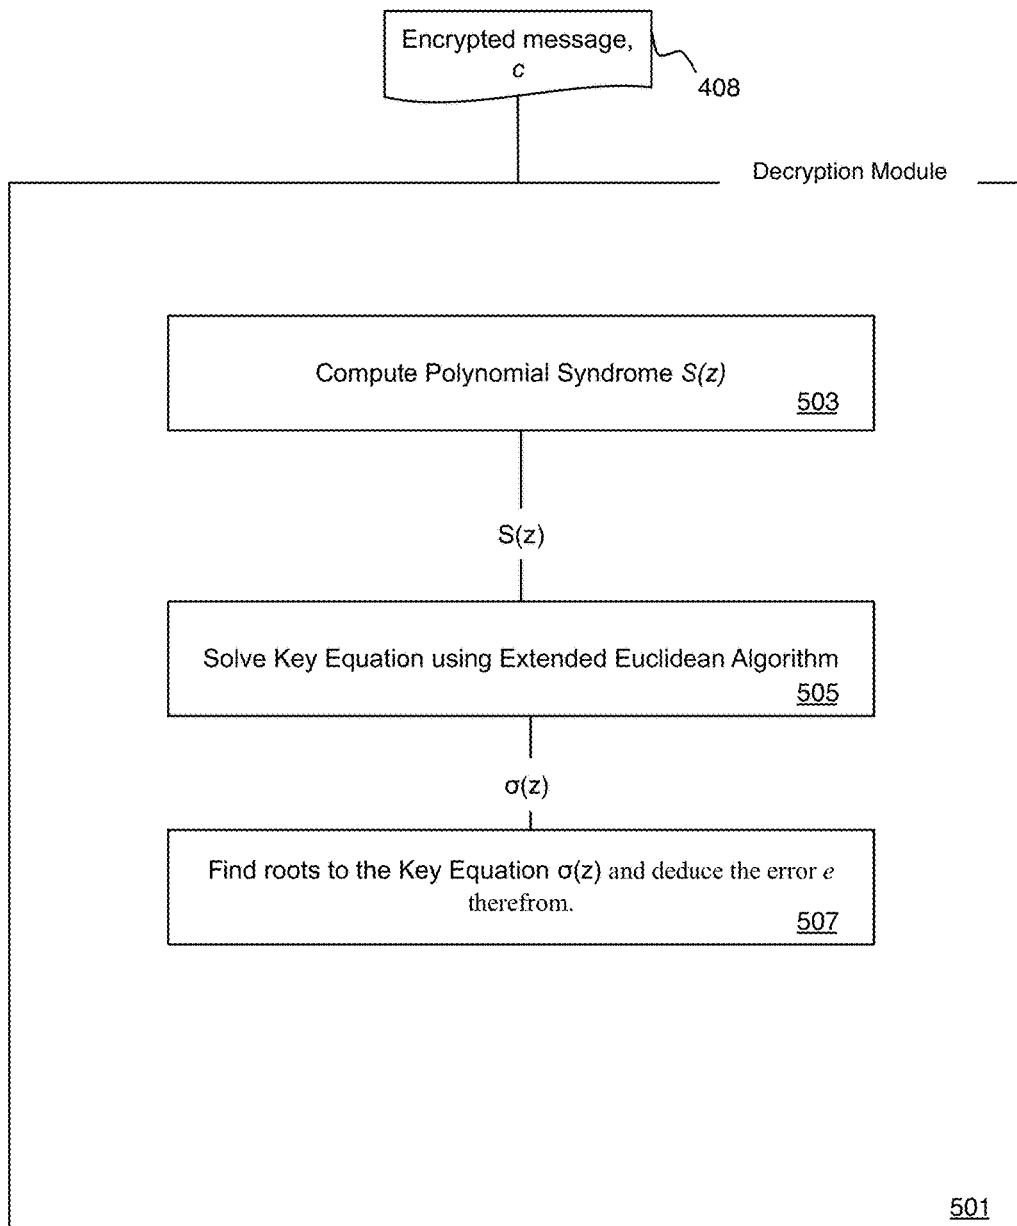 Encrypted message,
c
408
Decryption Module
Compute Polynomial Syndrome S(z)
503
S(z)
Solve Key Equation using Extended Euclidean Algorithm
505
σ(z)
Find roots to the Key Equation σ(z) and deduce the error e
therefrom.
507
501